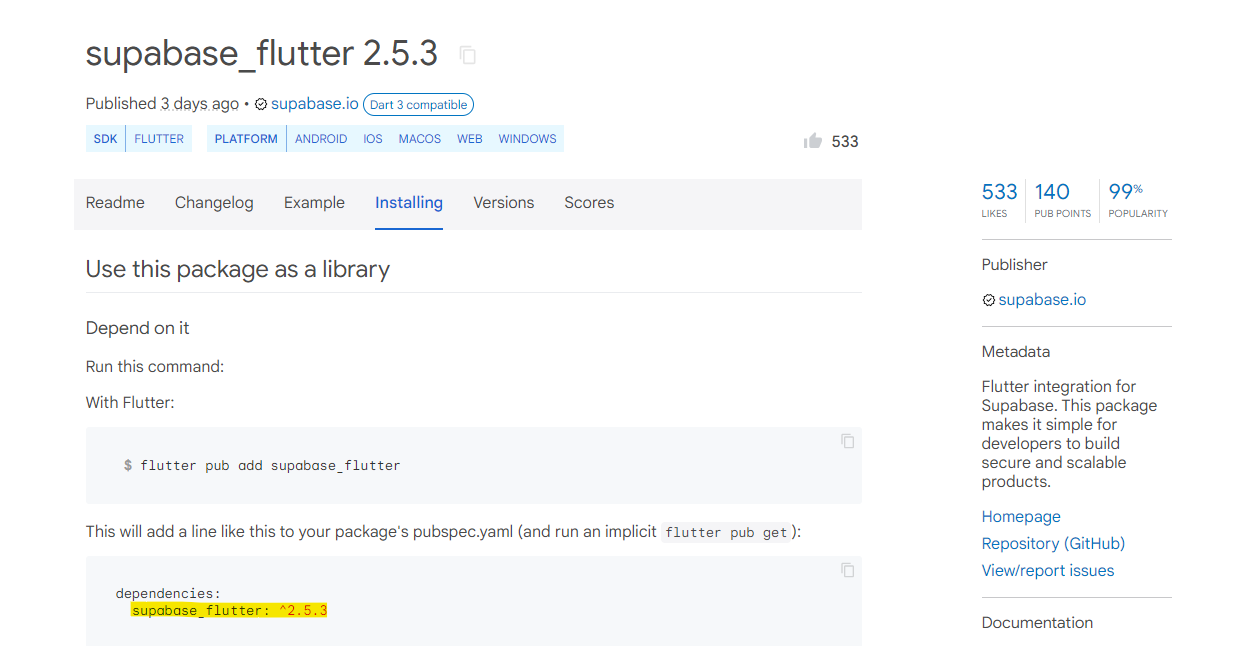 supabase_flutter 2.5.3
Published 3 days ago • supabase.io Dart 3 compatible
SDK FLUTTER PLATFORM ANDROID IOS MACOS WEB WINDOWS
533
Readme Changelog Example Installing Versions Scores
Use this package as a library
Depend on it
Run this command:
With Flutter:
$ flutter pub add supabase_flutter
This will add a line like this to your package's pubspec.yaml (and run an implicit flutter pub get ):
dependencies:
supabase_flutter: ^2.5.3
533 140 99%
LIKES PUB POINTS POPULARITY
Publisher
supabase.io
Metadata
Flutter integration for
Supabase. This package
makes it simple for
developers to build
secure and scalable
products.
Homepage
Repository (GitHub)
View/report issues
Documentation